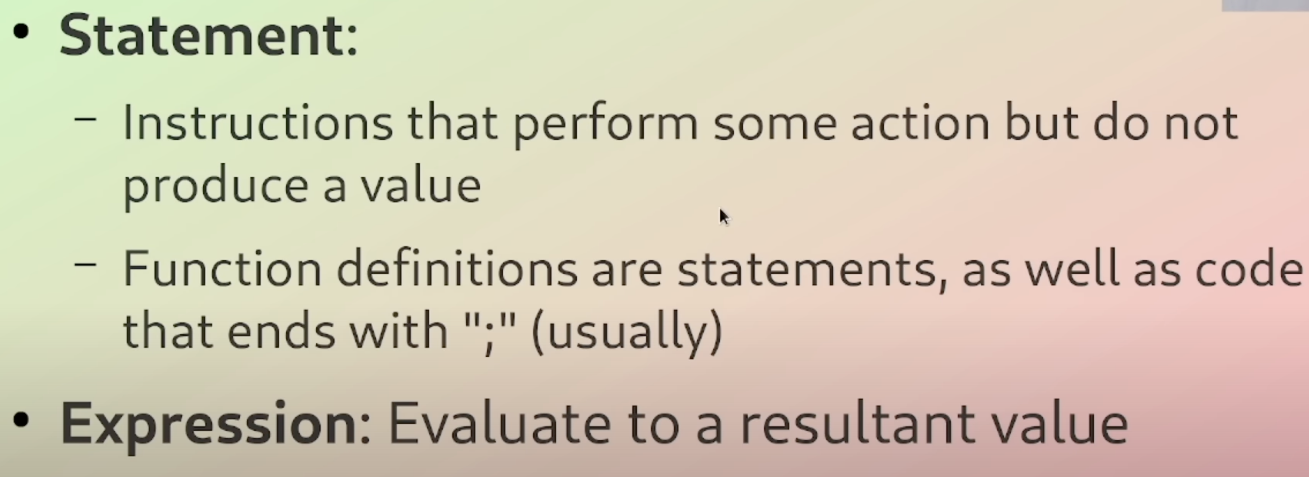 • Statement:
– Instructions that perform some action but do not
produce a value
– Function definitions are statements, as well as code
that ends with ";" (usually)
• Expression: Evaluate to a resultant value